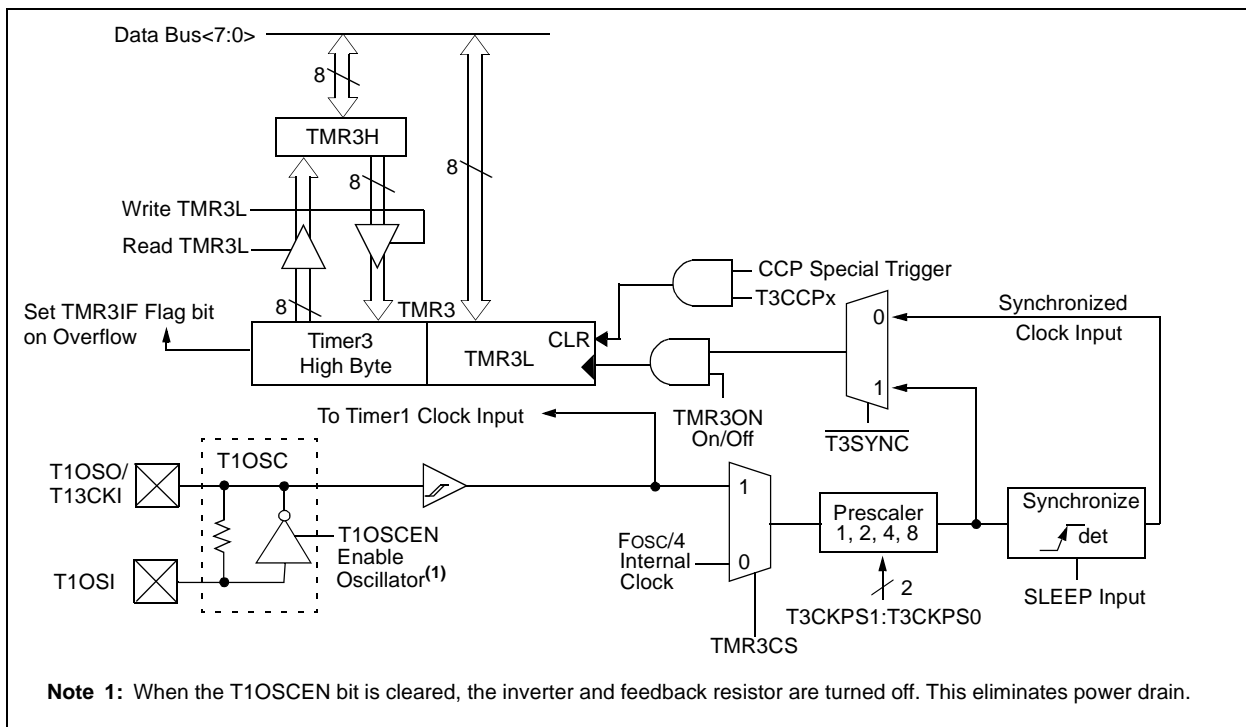 Data Bus<7:0>
8
TMR3H
8
8
Write TMR3L
Read TMR3L
8
TMR3
CCP Special Trigger
T3CCPx
Set TMR3IF Flag bit
on Overflow
Timer3
High Byte
TMR3L
CLR
0
1
Synchronized
Clock Input
TMR3ON
On/Off
T3SYNC
To Timer1 Clock Input
T1OSC
T1OSO/
T13CKI
T1OSCEN
Enable
Oscillator(1)
T1OSI
1
0
FOSC/4
Internal
Clock
Prescaler
1, 2, 4, 8
Synchronize
det
2
T3CKPS1:T3CKPS0
SLEEP Input
TMR3CS
Note 1: When the T1OSCEN bit is cleared, the inverter and feedback resistor are turned off. This eliminates power drain.